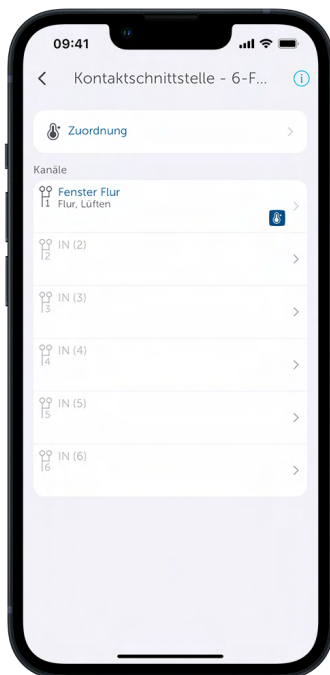 09:41
Kontaktschnittstelle - 6-F...
Zuordnung
Kanäle
1 Fenster Flur
Flur, Lüften
2 IN (2)
3 IN (3)
4 IN (4)
5 IN (5)
6 IN (6)